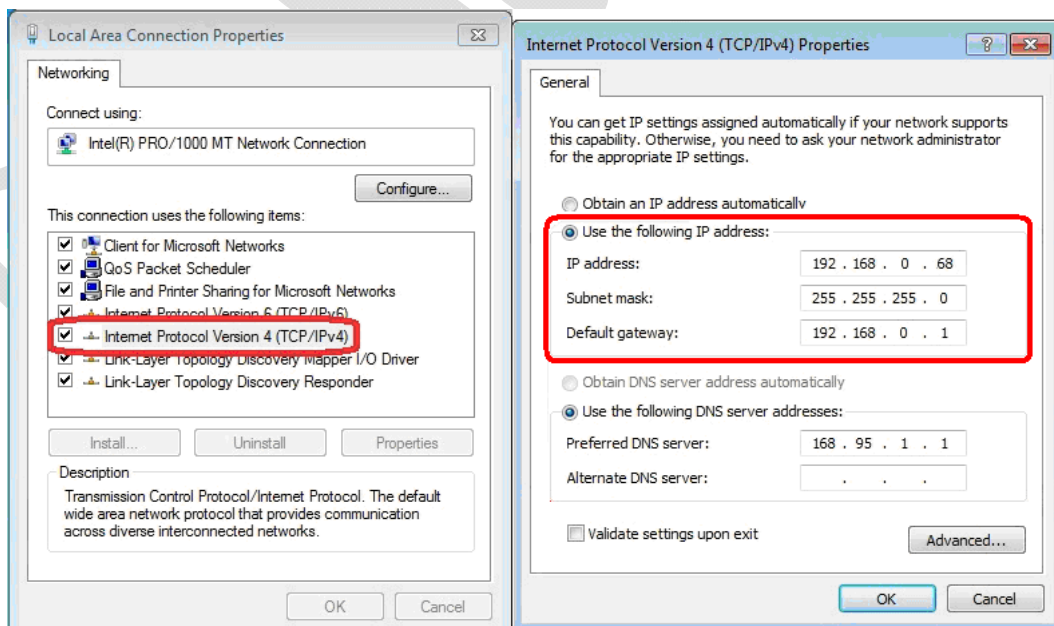 Local Area Connection Properties
Networking
Connect using:
Intel(R) PRO/1000 MT Network Connection
Configure...
This connection uses the following items:
Client for Microsoft Networks
QoS Packet Scheduler
File and Printer Sharing for Microsoft Networks
Internet Protocol Version 6 (TCP/IPv6)
Internet Protocol Version 4 (TCP/IPv4)
Link-Layer Topology Discovery Mapper I/O Driver
Link-Layer Topology Discovery Responder
Install...
Uninstall
Properties
Description
Transmission Control Protocol/Internet Protocol. The default
wide area network protocol that provides communication
across diverse interconnected networks.
OK
Cancel
Internet Protocol Version 4 (TCP/IPv4) Properties
General
You can get IP settings assigned automatically if your network supports
this capability. Otherwise, you need to ask your network administrator
for the appropriate IP settings.
Obtain an IP address automatically
Use the following IP address:
IP address: 192 . 168 . 0 . 68
Subnet mask: 255 . 255 . 255 . 0
Default gateway: 192 . 168 . 0 . 1
Obtain DNS server address automatically
Use the following DNS server addresses:
Preferred DNS server: 168 . 95 . 1 . 1
Alternate DNS server: . . .
Validate settings upon exit
Advanced...
OK
Cancel